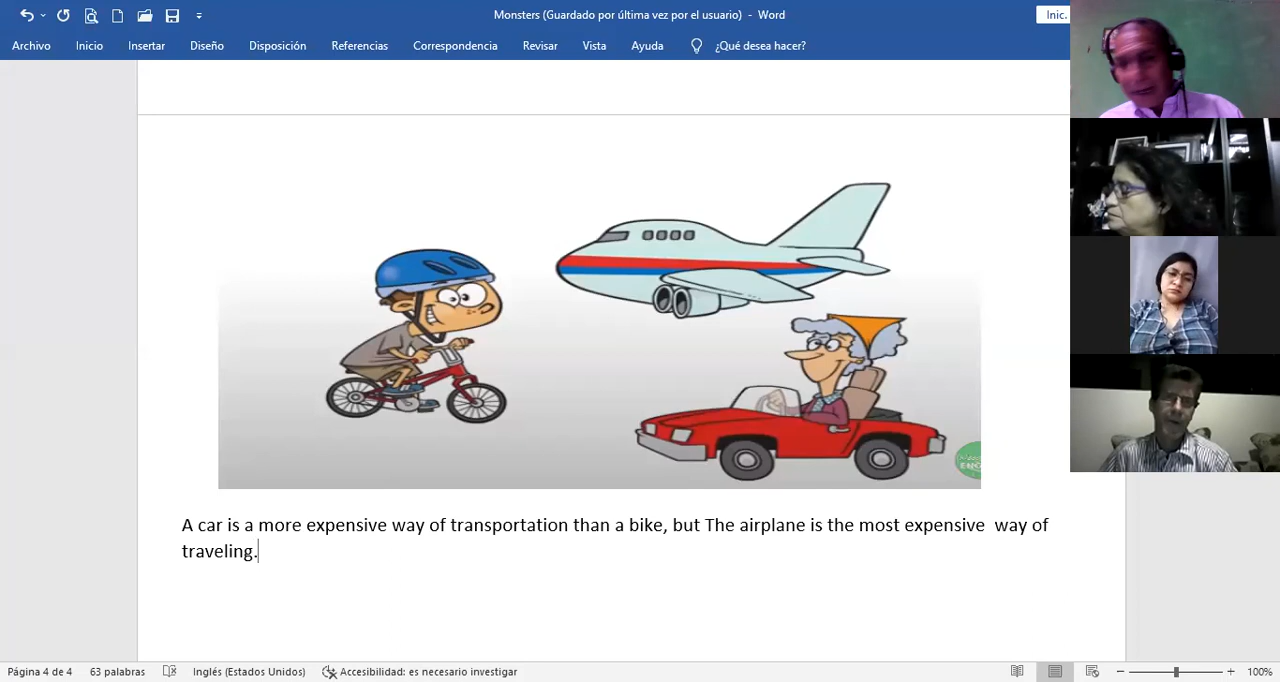 Monsters (Guardado por última vez por el usuario) - Word
Inic.
Archivo Inicio Insertar Diseño Disposición Referencias Correspondencia Revisar Vista Ayuda ¿Qué desea hacer?
A car is a more expensive way of transportation than a bike, but The airplane is the most expensive way of
traveling.
Página 4 de 4 63 palabras Inglés (Estados Unidos) Accesibilidad: es necesario investigar 100%